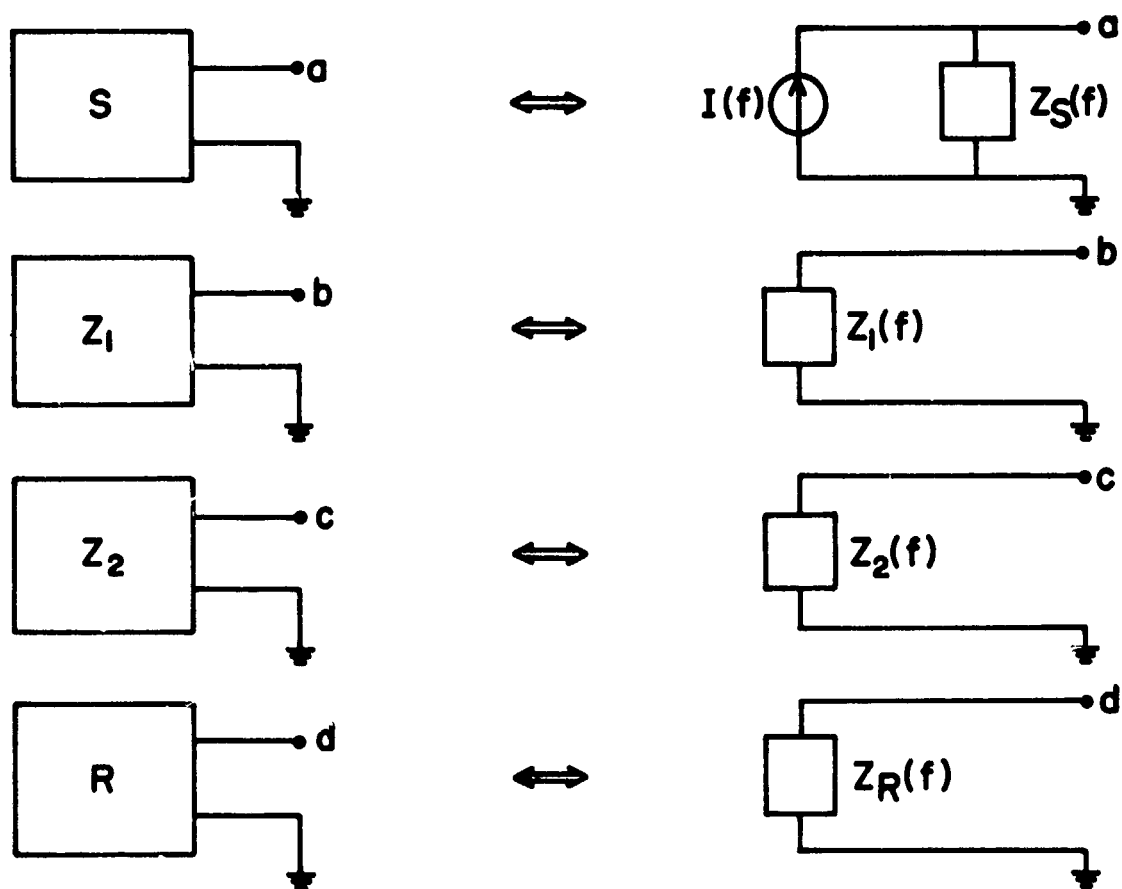 S a I(f) Z_S(f) a
Z_1 b Z_1(f) b
Z_2 c Z_2(f) c
R d Z_R(f) d